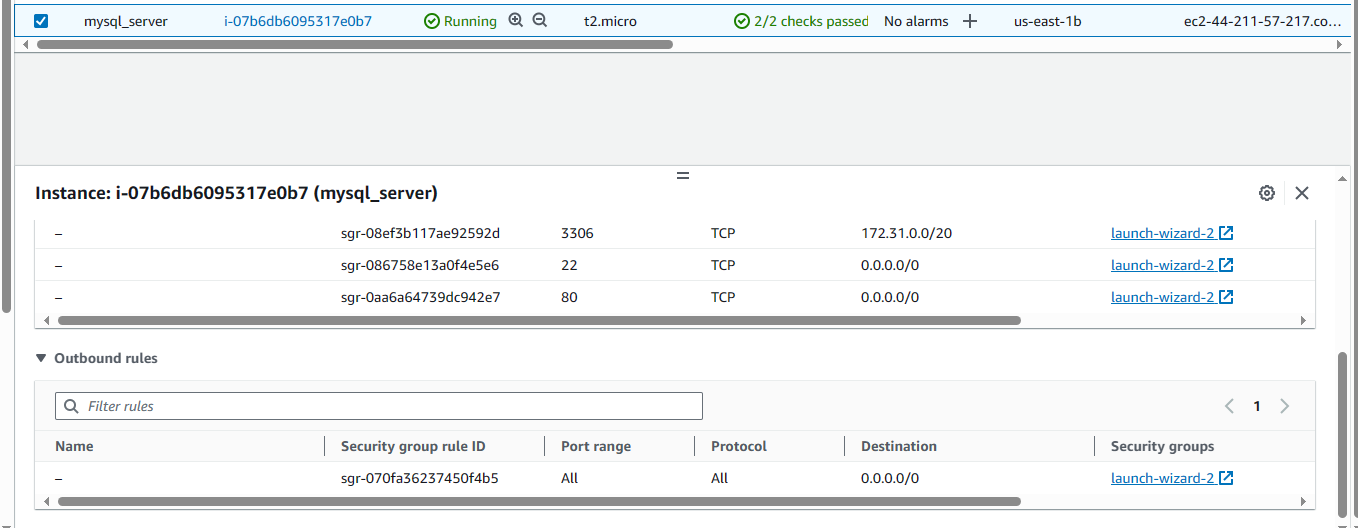 mysql_server i-07b6db6095317e0b7 Running t2.micro 2/2 checks passed No alarms us-east-1b ec2-44-211-57-217.co…
Instance: i-07b6db6095317e0b7 (mysql_server)
– sgr-08ef3b117ae92592d 3306 TCP 172.31.0.0/20 launch-wizard-2
– sgr-086758e13a0f4e5e6 22 TCP 0.0.0.0/0 launch-wizard-2
– sgr-0aa6a64739dc942e7 80 TCP 0.0.0.0/0 launch-wizard-2
Outbound rules
Filter rules 1
Name Security group rule ID Port range Protocol Destination Security groups
– sgr-070fa36237450f4b5 All All 0.0.0.0/0 launch-wizard-2